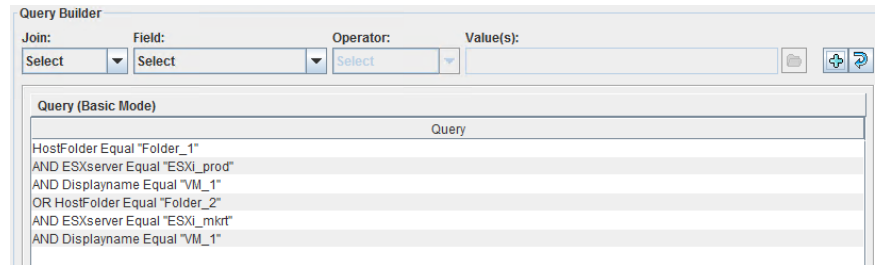 Query Builder
Join: Field: Operator: Value(s):
Select Select Select
Query (Basic Mode)
Query
HostFolder Equal "Folder_1"
AND ESXserver Equal "ESXi_prod"
AND Displayname Equal "VM_1"
OR HostFolder Equal "Folder_2"
AND ESXserver Equal "ESXi_mkrt"
AND Displayname Equal "VM_1"